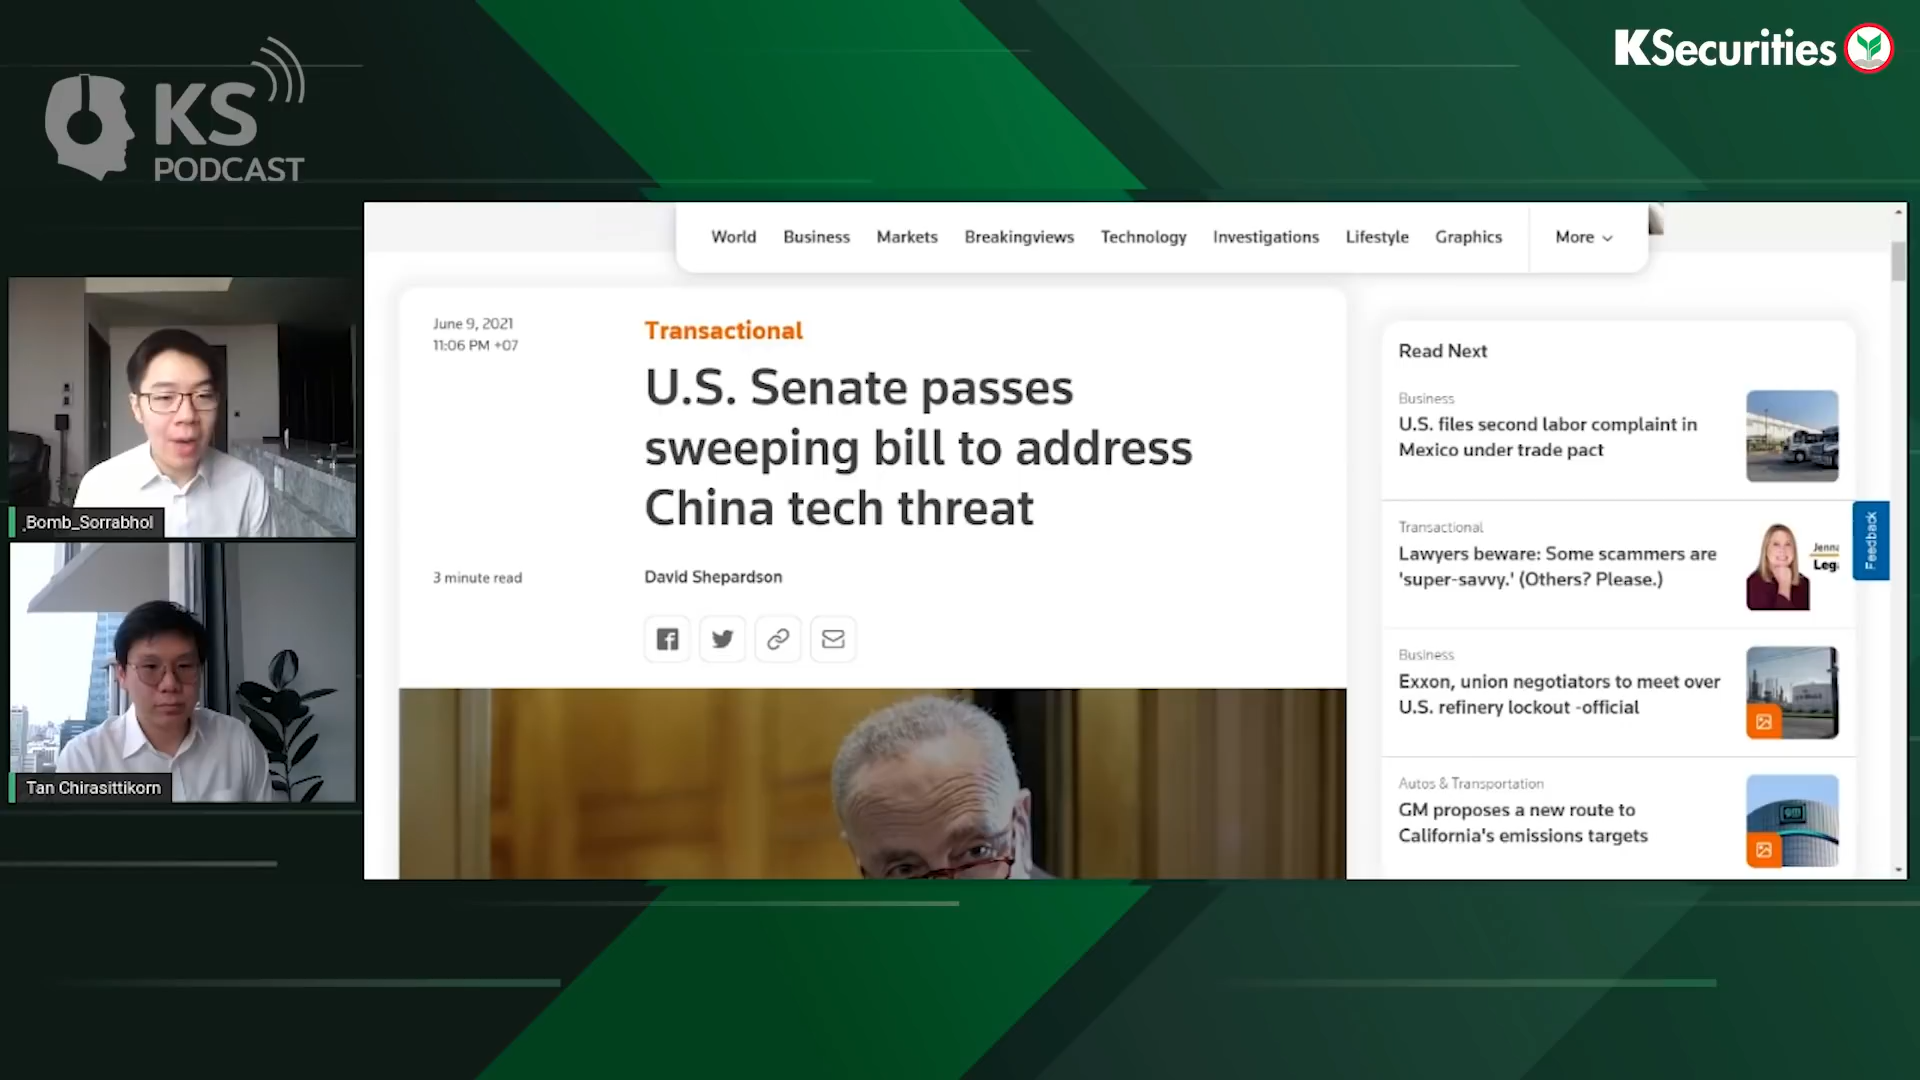 KS
PODCAST
KSecurities
World Business Markets Breakingviews Technology Investigations Lifestyle Graphics More
June 9, 2021
11:06 PM +07
Transactional
U.S. Senate passes
sweeping bill to address
China tech threat
3 minute read
David Shepardson
Read Next
Business
U.S. files second labor complaint in
Mexico under trade pact
Transactional
Lawyers beware: Some scammers are
'super-savvy.' (Others? Please.)
Jenna
Leg
Business
Exxon, union negotiators to meet over
U.S. refinery lockout -official
Autos & Transportation
GM proposes a new route to
California's emissions targets
gm
Feedback
Bomb_Sorrabhol
Tan Chirasittikorn